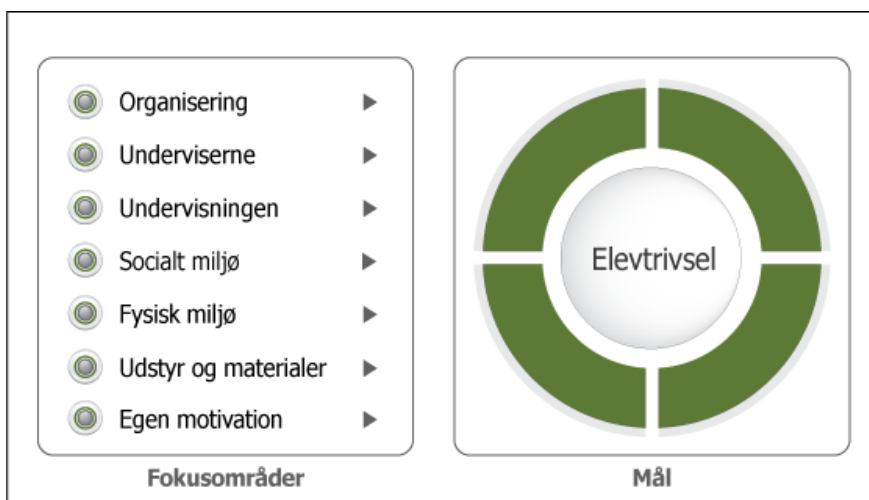 Organisering
Underviserne
Undervisningen
Socialt miljø
Fysisk miljø
Udstyr og materialer
Egen motivation
Fokusområder
Elevtrivsel
Mål